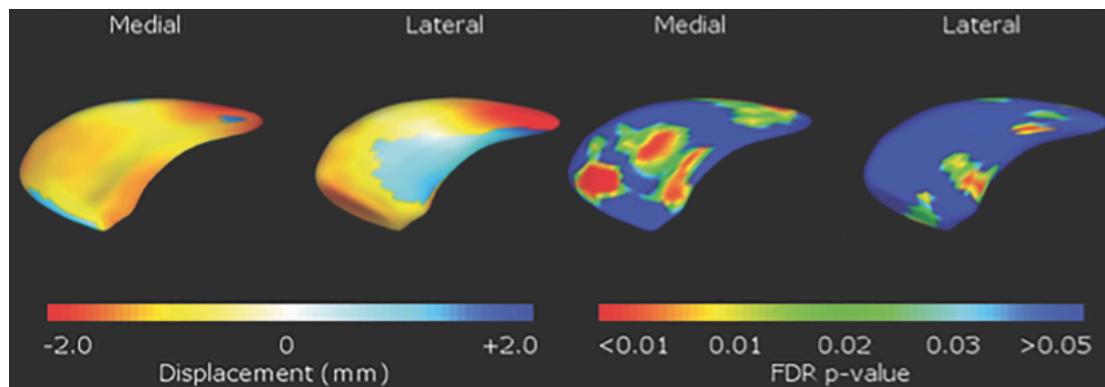 Medial Lateral Medial Lateral
-2.0 0 +2.0 <0.01 0.01 0.02 0.03 >0.05
Displacement (mm) FDR p-value